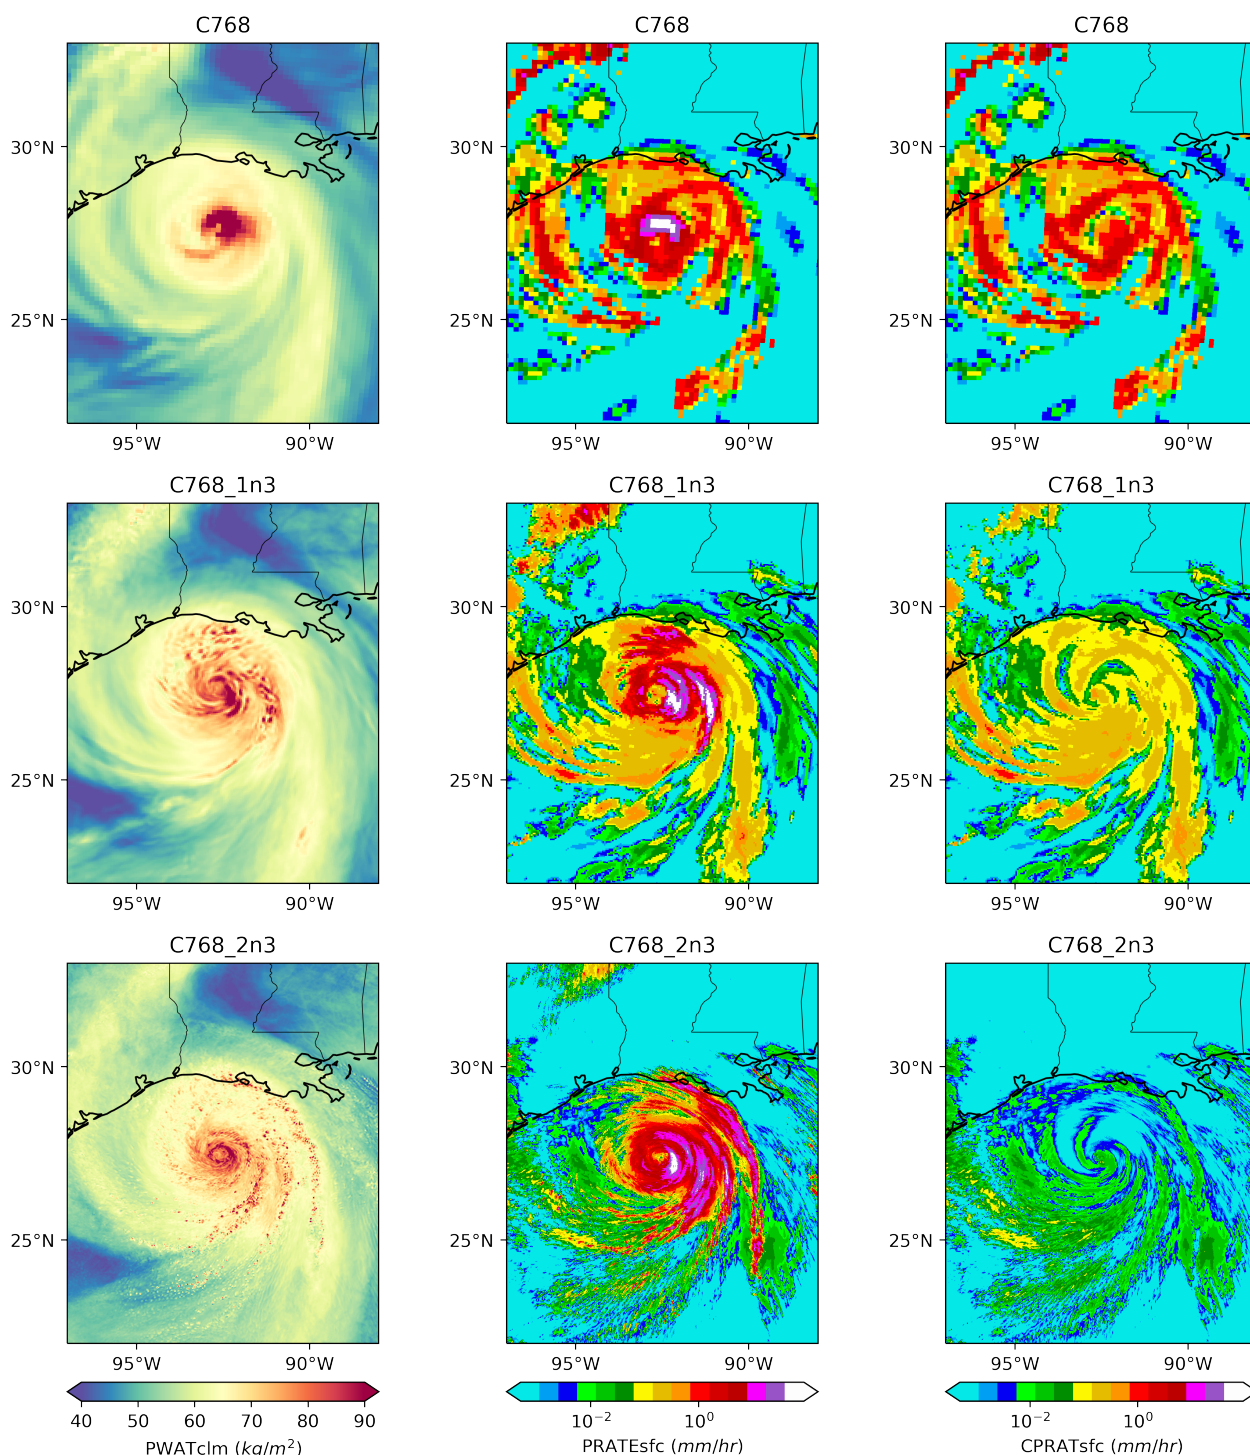 C768 C768 C768
30°N 30°N 30°N
25°N 25°N 25°N
95°W 90°W 95°W 90°W 95°W 90°W
C768_1n3 C768_1n3 C768_1n3
30°N 30°N 30°N
25°N 25°N 25°N
95°W 90°W 95°W 90°W 95°W 90°W
C768_2n3 C768_2n3 C768_2n3
30°N 30°N 30°N
25°N 25°N 25°N
95°W 90°W 95°W 90°W 95°W 90°W
40 50 60 70 80 90 10⁻² 10⁰ 10⁻² 10⁰
PWATclm (kg/m²) PRATEsfc (mm/hr) CPRATsfc (mm/hr)